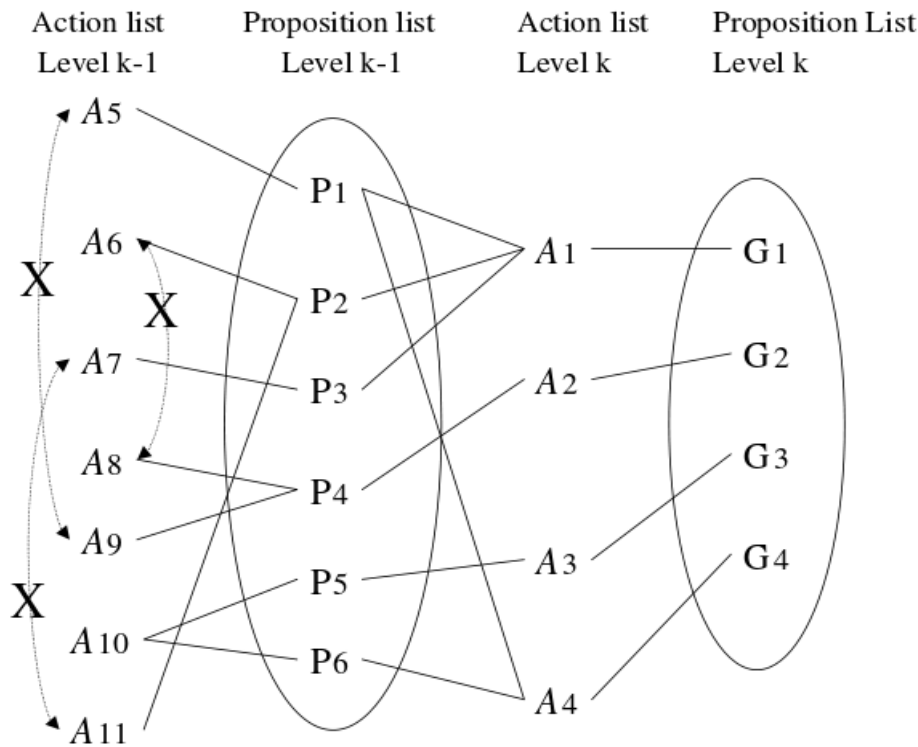 Action list Proposition list Action list Proposition List
Level k-1 Level k-1 Level k Level k
A5
P1
A6 A1 G1
X X P2
A7 P3 A2 G2
A8 P4 G3
A9 A3 G4
X P5
A10 P6
A4
A11